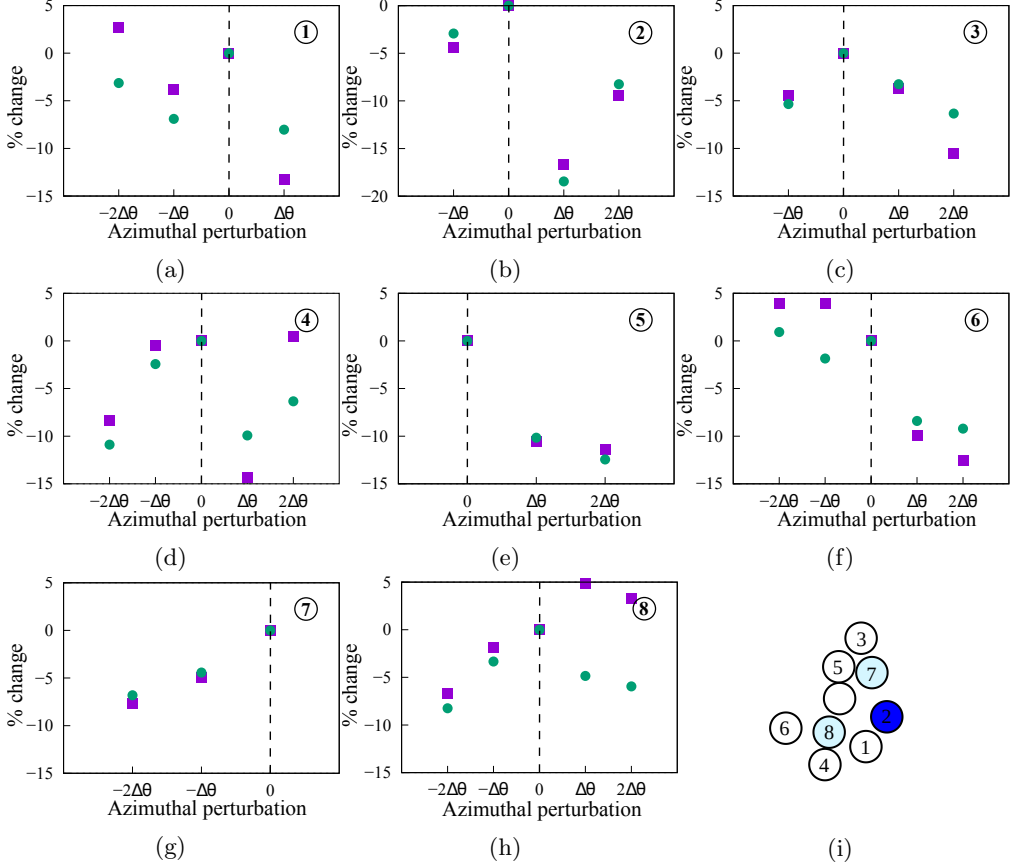 ① ② ③
5 0 5
0 −5 0
−5 −10 −5
−10 −15 −10
−15 −20 −15
% change % change % change
−2Δθ −Δθ 0 Δθ −Δθ 0 Δθ 2Δθ −Δθ 0 Δθ 2Δθ
Azimuthal perturbation Azimuthal perturbation Azimuthal perturbation
(a) (b) (c)
④ ⑤ ⑥
5 5 5
0 0 0
−5 −5 −5
−10 −10 −10
−15 −15 −15
% change % change % change
−2Δθ −Δθ 0 Δθ 2Δθ 0 Δθ 2Δθ −2Δθ −Δθ 0 Δθ 2Δθ
Azimuthal perturbation Azimuthal perturbation Azimuthal perturbation
(d) (e) (f)
⑦ ⑧
5 5
0 0
−5 −5
−10 −10
−15 −15
% change % change
−2Δθ −Δθ 0 −2Δθ −Δθ 0 Δθ 2Δθ
Azimuthal perturbation Azimuthal perturbation
3
5 7
2
6 8 1
4
(g) (h) (i)